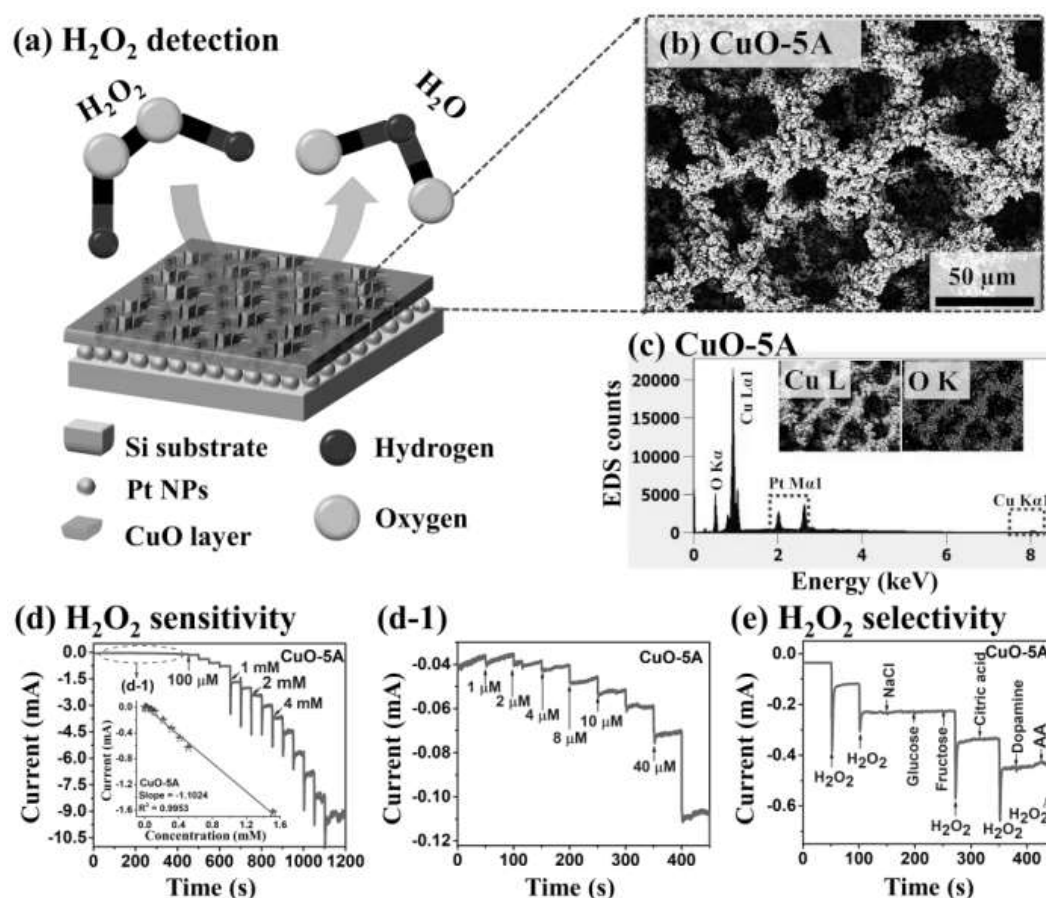 (a) H₂O₂ detection
H₂O₂
H₂O
Si substrate
Pt NPs
CuO layer
Hydrogen
Oxygen
(b) CuO-5A
50 µm
(c) CuO-5A
Cu L
O K
EDS counts
20000
15000
10000
5000
0
O Kα
Cu Lα1
Pt Mα1
Cu Kα1
0
2
4
6
8
Energy (keV)
(d) H₂O₂ sensitivity
CuO-5A
Current (mA)
0.0
-1.5
-3.0
-4.5
-6.0
-7.5
-9.0
-10.5
(d-1)
100 µM
1 mM
2 mM
4 mM
Current (mA)
0.0
-0.4
-0.8
-1.2
-1.6
CuO-5A
Slope = -1.1024
R² = 0.9953
0.0
0.4
0.8
1.2
1.6
Concentration (mM)
0
200
400
600
800
1000
1200
Time (s)
(d-1)
CuO-5A
Current (mA)
-0.04
-0.06
-0.08
-0.10
-0.12
1 µM
2 µM
4 µM
8 µM
10 µM
40 µM
0
100
200
300
400
Time (s)
(e) H₂O₂ selectivity
CuO-5A
Current (mA)
0.0
-0.2
-0.4
-0.6
H₂O₂
H₂O₂
NaCl
Glucose
Fructose
H₂O₂
Citric acid
H₂O₂
Dopamine
H₂O₂
AA
0
100
200
300
400
Time (s)